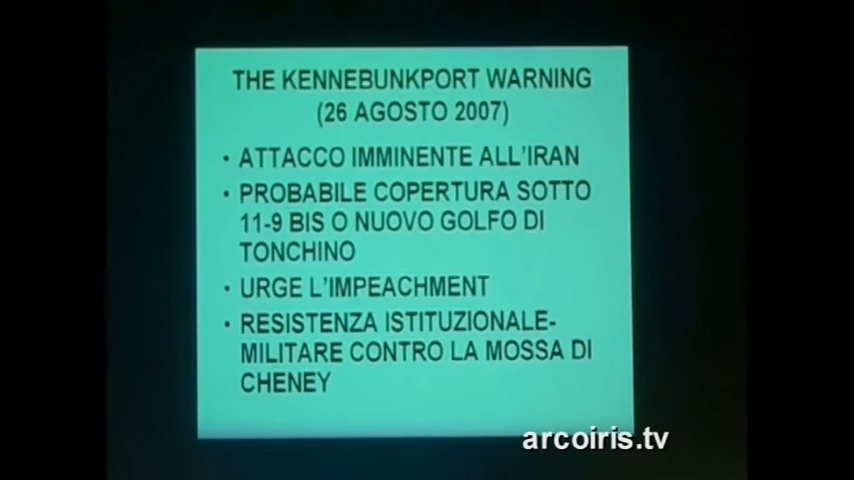 THE KENNEBUNKPORT WARNING
(26 AGOSTO 2007)
• ATTACCO IMMINENTE ALL'IRAN
• PROBABILE COPERTURA SOTTO
11-9 BIS O NUOVO GOLFO DI
TONCHINO
• URGE L'IMPEACHMENT
• RESISTENZA ISTITUZIONALE-
MILITARE CONTRO LA MOSSA DI
CHENEY
arcoiris.tv